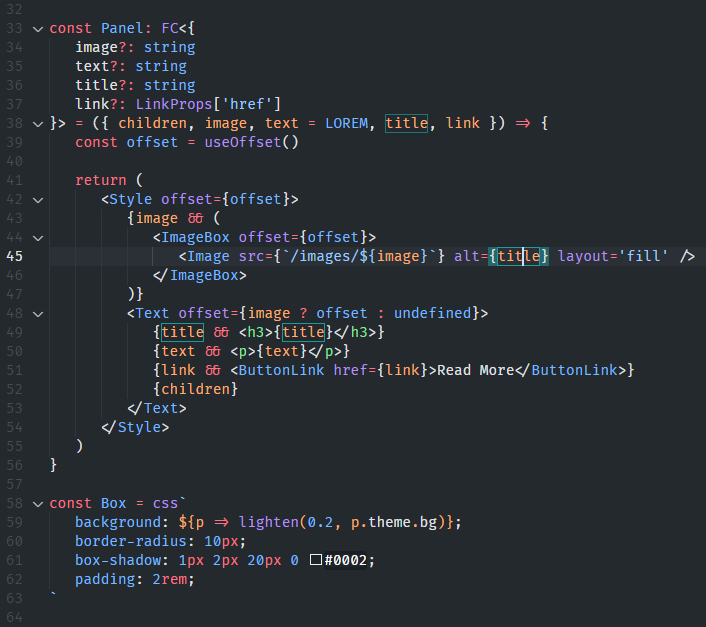 32
33 const Panel: FC<{
34 image?: string
35 text?: string
36 title?: string
37 link?: LinkProps['href']
38 }> = ({ children, image, text = LOREM, title, link }) => {
39 const offset = useOffset()
40
41 return (
42 <Style offset={offset}>
43 {image && (
44 <ImageBox offset={offset}>
45 <Image src={`/images/${image}`} alt={title} layout='fill' />
46 </ImageBox>
47 )}
48 <Text offset={image ? offset : undefined}>
49 {title && <h3>{title}</h3>}
50 {text && <p>{text}</p>}
51 {link && <ButtonLink href={link}>Read More</ButtonLink>}
52 {children}
53 </Text>
54 </Style>
55 )
56 }
57
58 const Box = css`
59 background: ${p => lighten(0.2, p.theme.bg)};
60 border-radius: 10px;
61 box-shadow: 1px 2px 20px 0 #0002;
62 padding: 2rem;
63 `
64